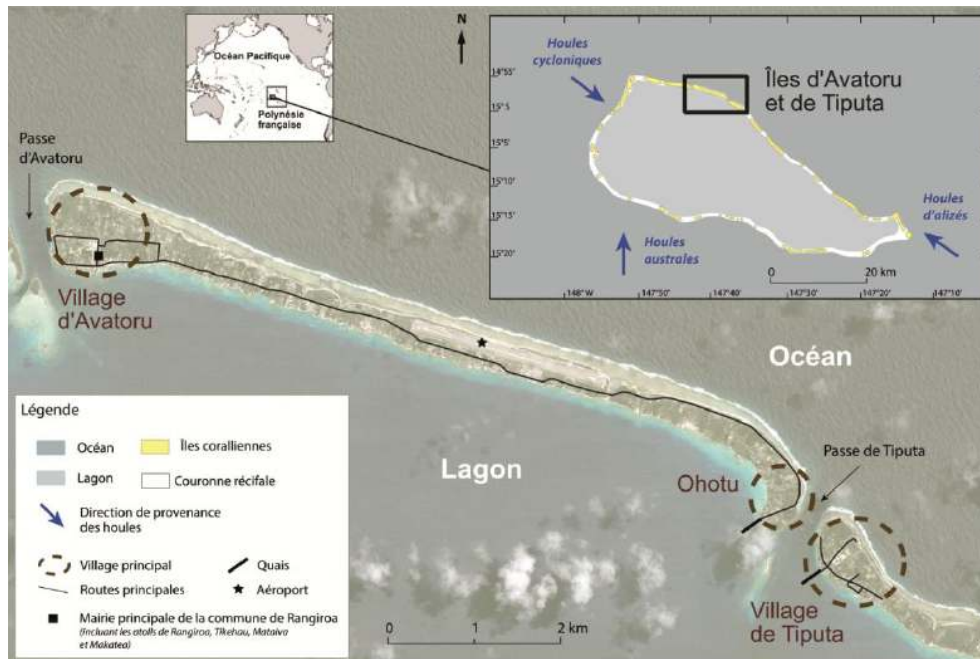 Océan Pacifique
Polynésie
française
N
Houles
cycloniques
Îles d'Avatoru
et de Tiputa
Houles
d'alizés
Houles
australes
0 20 km
15°5'
15°10'
15°15'
15°20'
148°W 147°50 147°40 147°30 147°20 147°10'
Passe
d'Avatoru
Village
d'Avatoru
Océan
Lagon
Passe de Tiputa
Ohotu
Village
de Tiputa
0 1 2 km
Légende
Océan
Îles coralliennes
Lagon
Couronne récifale
Direction de provenance
des houles
Village principal
Quais
Routes principales
Aéroport
Mairie principale de la commune de Rangiroa
(incluant les atolls de Rangiroa, Tikehau, Mataiva
et Makatea)